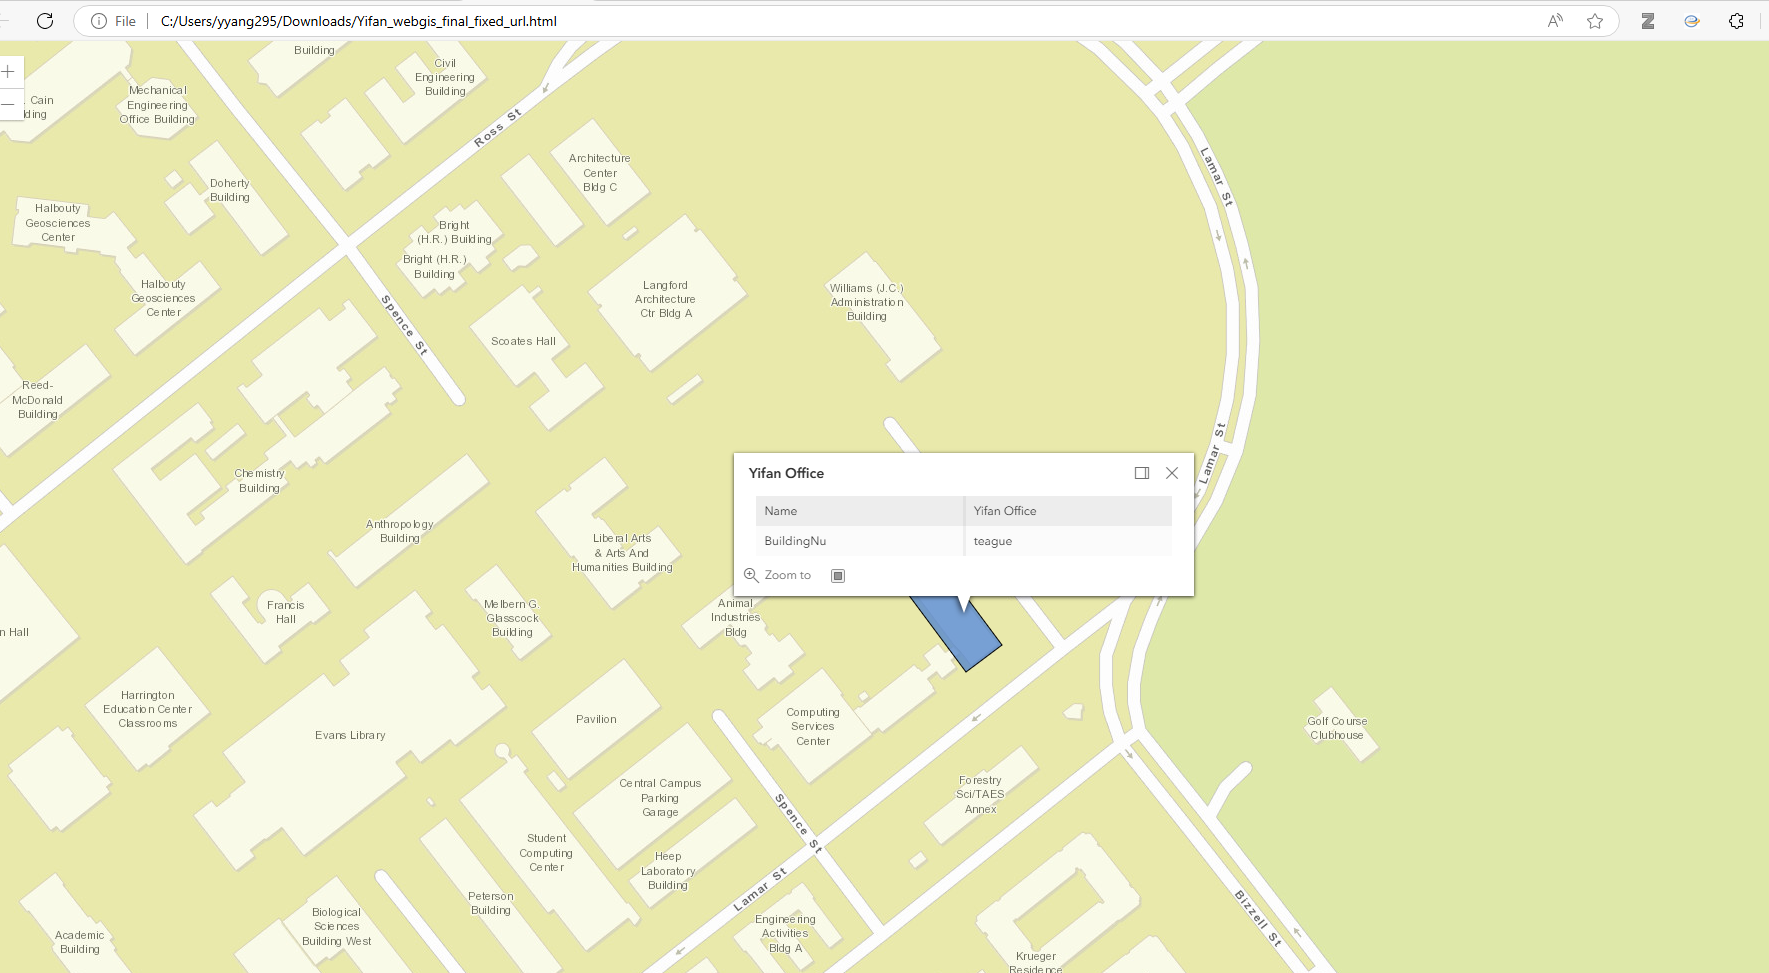 File
C:/Users/yyang295/Downloads/Yifan_webgis_final_fixed_url.html
Building
Civil
Engineering
Building
Cain
Mechanical
Engineering
Office Building
Ross St
Architecture
Center
Bldg C
Lamar St
Doherty
Building
Halbouty
Geosciences
Center
Bright
(H.R.) Building
Bright (H.R.)
Building
Halbouty
Geosciences
Center
Langford
Architecture
Ctr Bldg A
Williams (J.C.)
Administration
Building
Spence St
Scoates Hall
Reed-
McDonald
Building
Lamar St
Chemistry
Building
Yifan Office
Name
Yifan Office
BuildingNu
teague
Zoom to
Anthropology
Building
Liberal Arts
& Arts And
Humanities Building
Francis
Hall
Melbern G.
Glasscock
Building
Animal
Industries
Bldg
n Hall
Harrington
Education Center
Classrooms
Evans Library
Pavilion
Computing
Services
Center
Golf Course
Clubhouse
Central Campus
Parking
Garage
Forestry
Sci/TAES
Annex
Spence St
Student
Computing
Center
Heep
Laboratory
Building
Lamar St
Peterson
Building
Biological
Sciences
Building West
Academic
Building
Engineering
Activities
Bldg A
Bizzell St
Krueger
Residence